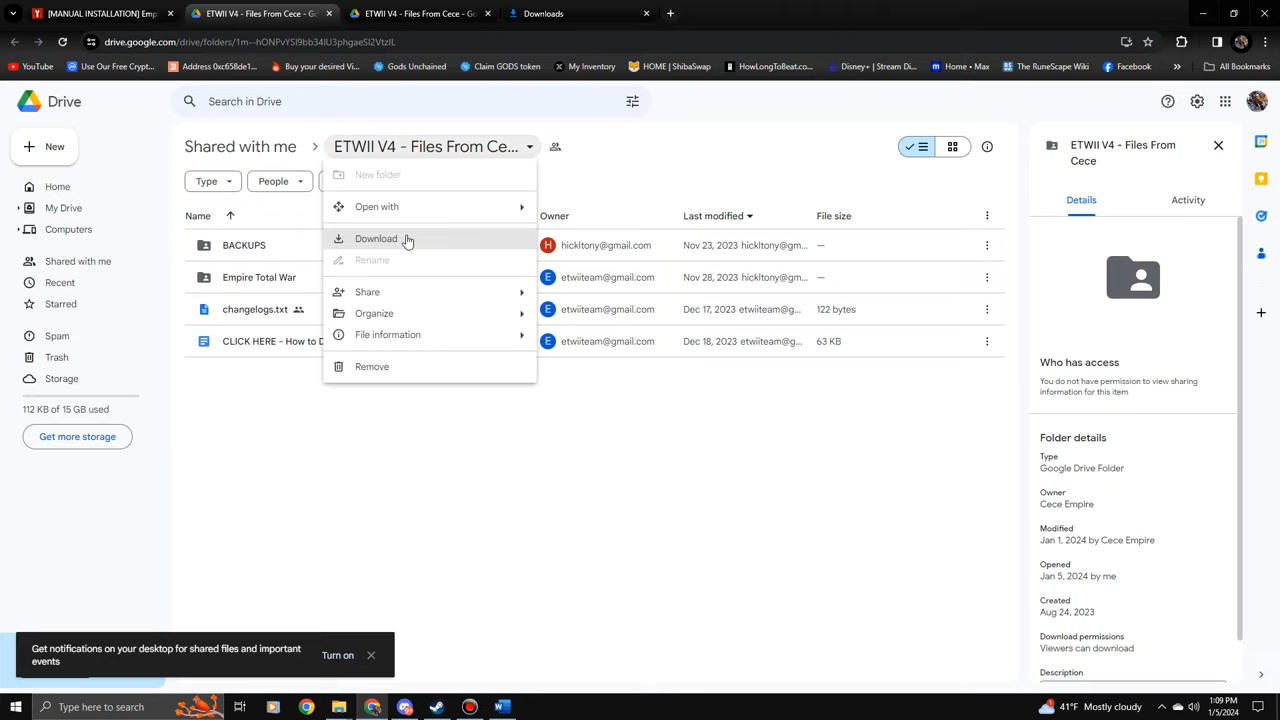 [MANUAL INSTALLATION] Emp
ETWII V4 - Files From Cece - Go
ETWII V4 - Files From Cece - Go
Downloads
drive.google.com/drive/folders/1m--hONPvYSI9bb34IU3phgaeSI2VtzIL
YouTube
Use Our Free Crypt...
Address 0xc658de1...
Buy your desired Vi...
Gods Unchained
Claim GODS token
My Inventory
HOME | ShibaSwap
HowLongToBeat.co...
Disney+ | Stream Di...
Home • Max
The RuneScape Wiki
Facebook
All Bookmarks
Drive
Search in Drive
New
Home
My Drive
Computers
Shared with me
Recent
Starred
Spam
Trash
Storage
112 KB of 15 GB used
Get more storage
Shared with me
ETWII V4 - Files From Ce...
Type
People
New folder
Open with
Download
Rename
Share
Organize
File information
Remove
Name Owner Last modified File size
BACKUPS hickltony@gmail.com Nov 23, 2023 hickltony@gm... —
Empire Total War etwiiteam@gmail.com Nov 28, 2023 hickltony@gm... —
changelogs.txt etwiiteam@gmail.com Dec 17, 2023 etwiiteam@g... 122 bytes
CLICK HERE - How to D etwiiteam@gmail.com Dec 18, 2023 etwiiteam@g... 63 KB
ETWII V4 - Files From
Cece
Details
Activity
Who has access
You do not have permission to view sharing
information for this item
Folder details
Type
Google Drive Folder
Owner
Cece Empire
Modified
Jan 1, 2024 by Cece Empire
Opened
Jan 5, 2024 by me
Created
Aug 24, 2023
Download permissions
Viewers can download
Description
Get notifications on your desktop for shared files and important
events
Turn on
Type here to search
41°F Mostly cloudy
1:09 PM
1/5/2024